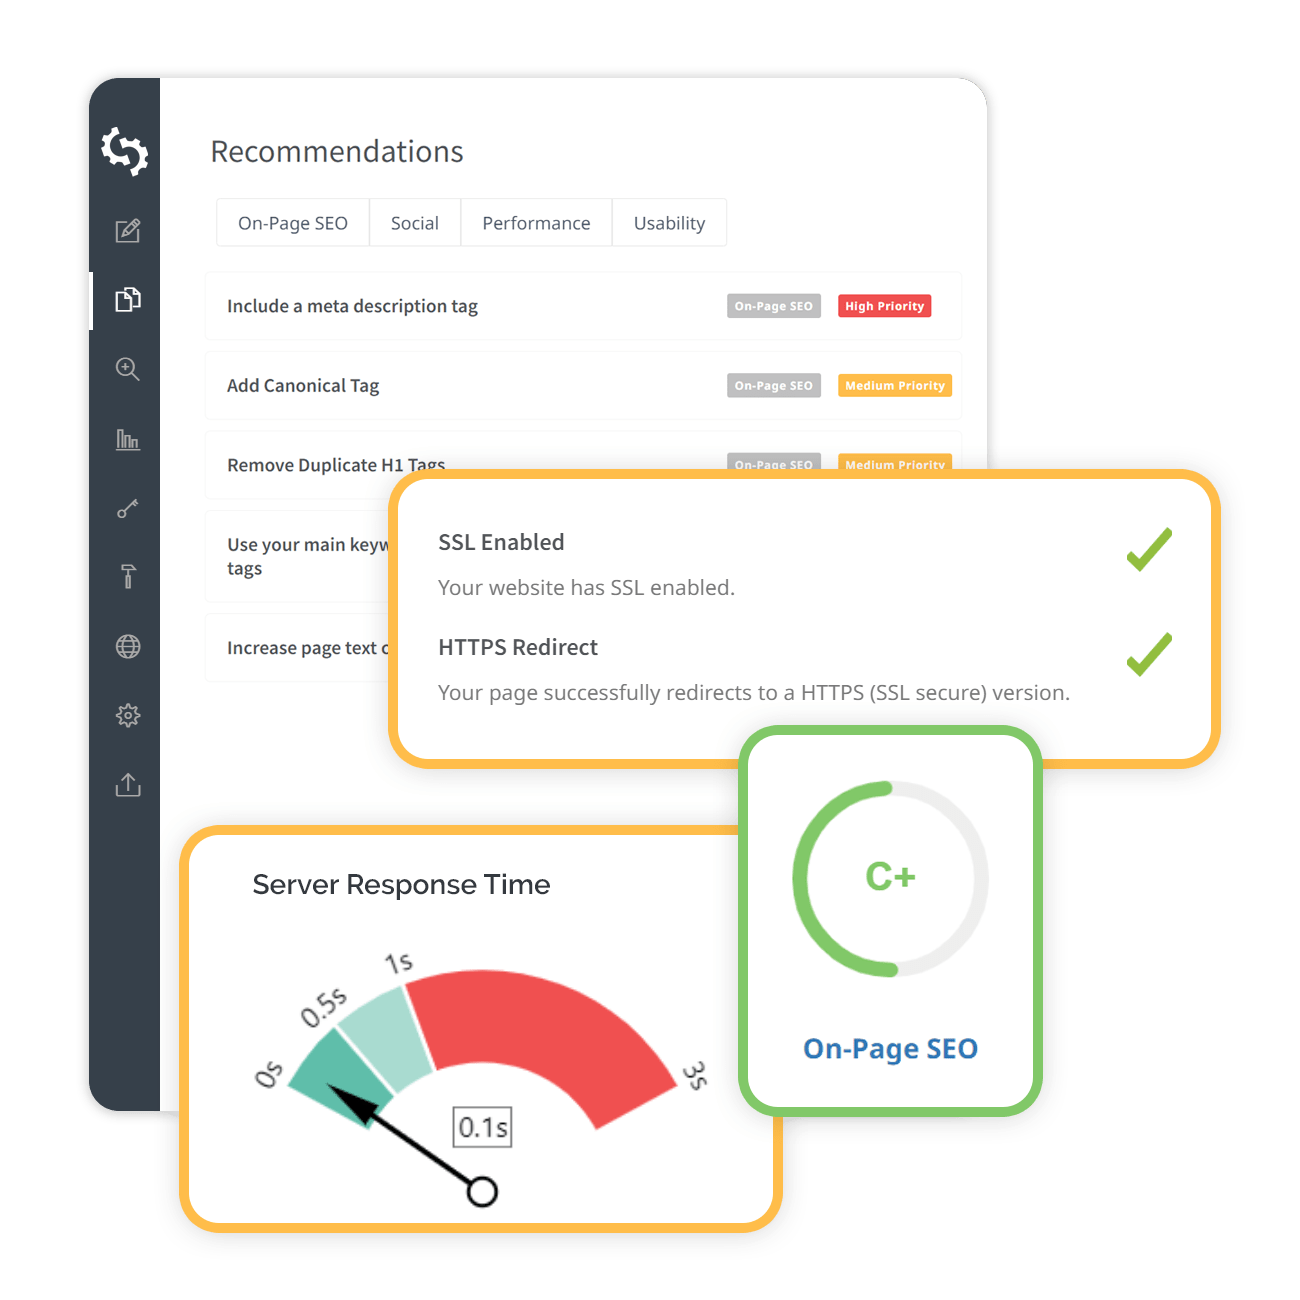 Recommendations
On-Page SEO Social Performance Usability
Include a meta description tag On-Page SEO High Priority
Add Canonical Tag On-Page SEO Medium Priority
Remove Duplicate H1 Tags On-Page SEO Medium Priority
Use your main
tags
Increase page text
SSL Enabled
Your website has SSL enabled.
HTTPS Redirect
Your page successfully redirects to a HTTPS (SSL secure) version.
C+
On-Page SEO
Server Response Time
0s
0.5s
1s
3s
0.1s